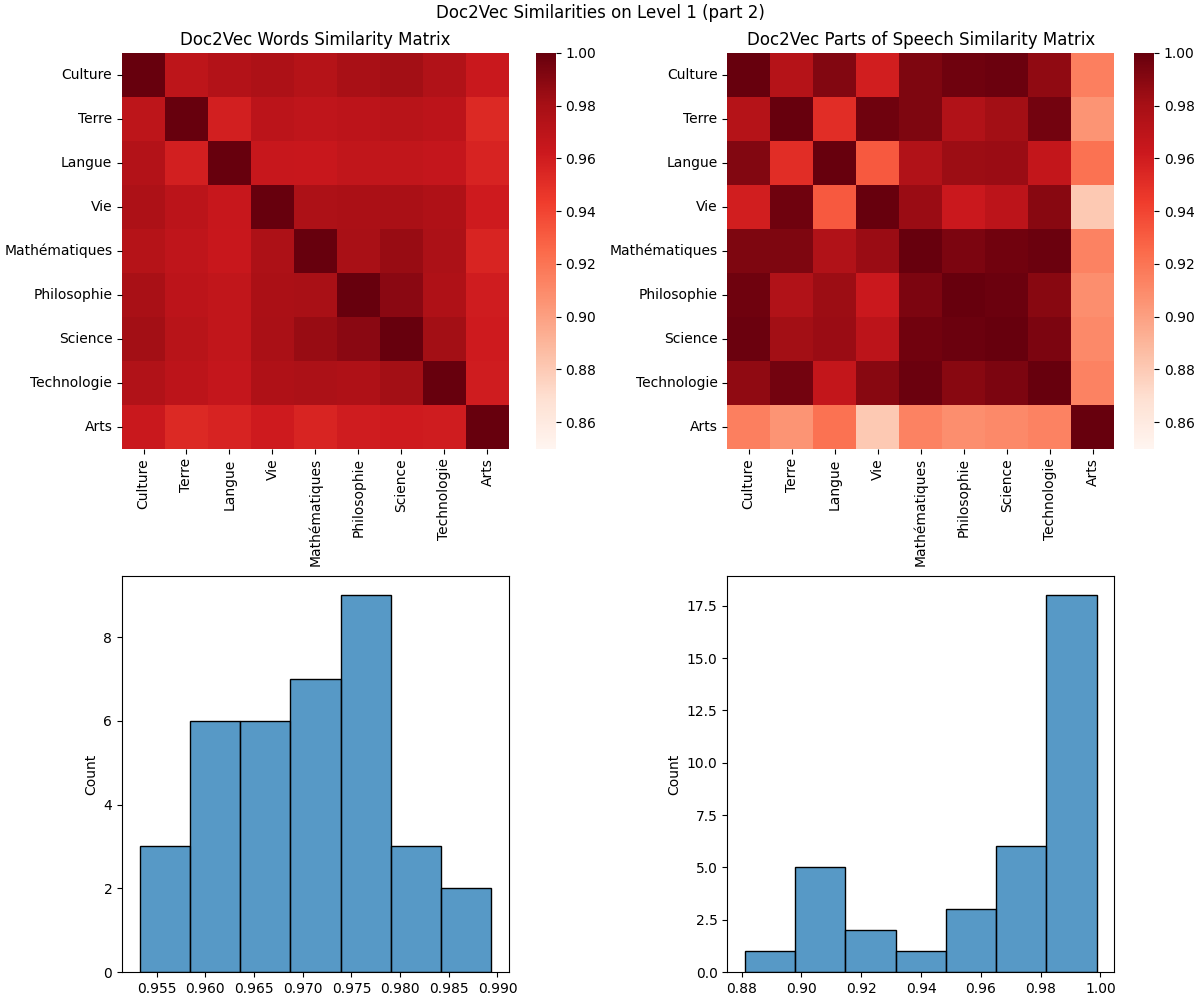 Doc2Vec Similarities on Level 1 (part 2)
Doc2Vec Words Similarity Matrix
Culture
Terre
Langue
Vie
Mathématiques
Philosophie
Science
Technologie
Arts
Culture
Terre
Langue
Vie
Mathématiques
Philosophie
Science
Technologie
Arts
1.00
0.98
0.96
0.94
0.92
0.90
0.88
0.86
Doc2Vec Parts of Speech Similarity Matrix
Culture
Terre
Langue
Vie
Mathématiques
Philosophie
Science
Technologie
Arts
Culture
Terre
Langue
Vie
Mathématiques
Philosophie
Science
Technologie
Arts
1.00
0.98
0.96
0.94
0.92
0.90
0.88
0.86
Count
8
6
4
2
0
0.955 0.960 0.965 0.970 0.975 0.980 0.985 0.990
Count
17.5
15.0
12.5
10.0
7.5
5.0
2.5
0.0
0.88 0.90 0.92 0.94 0.96 0.98 1.00